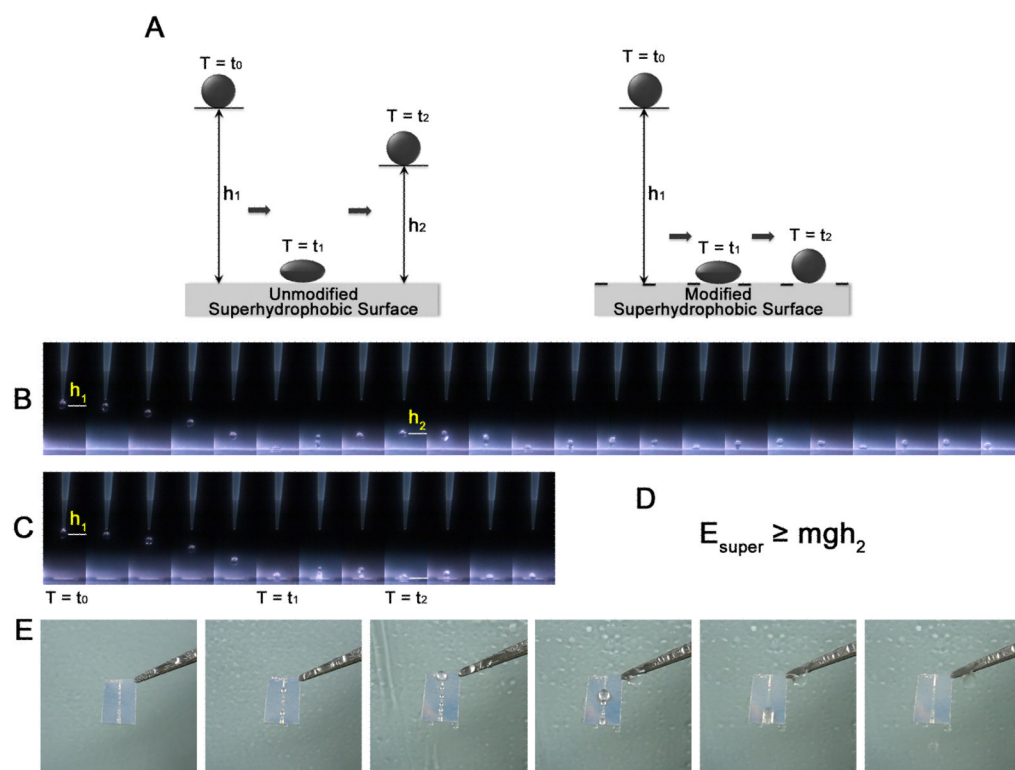 A
T = t₀
T = t₂
h₁
h₂
T = t₁
Unmodified
Superhydrophobic Surface
T = t₀
h₁
T = t₁
T = t₂
Modified
Superhydrophobic Surface
B
h₁
h₂
C
h₁
T = t₀
T = t₁
T = t₂
D
E_super ≥ mgh₂
E